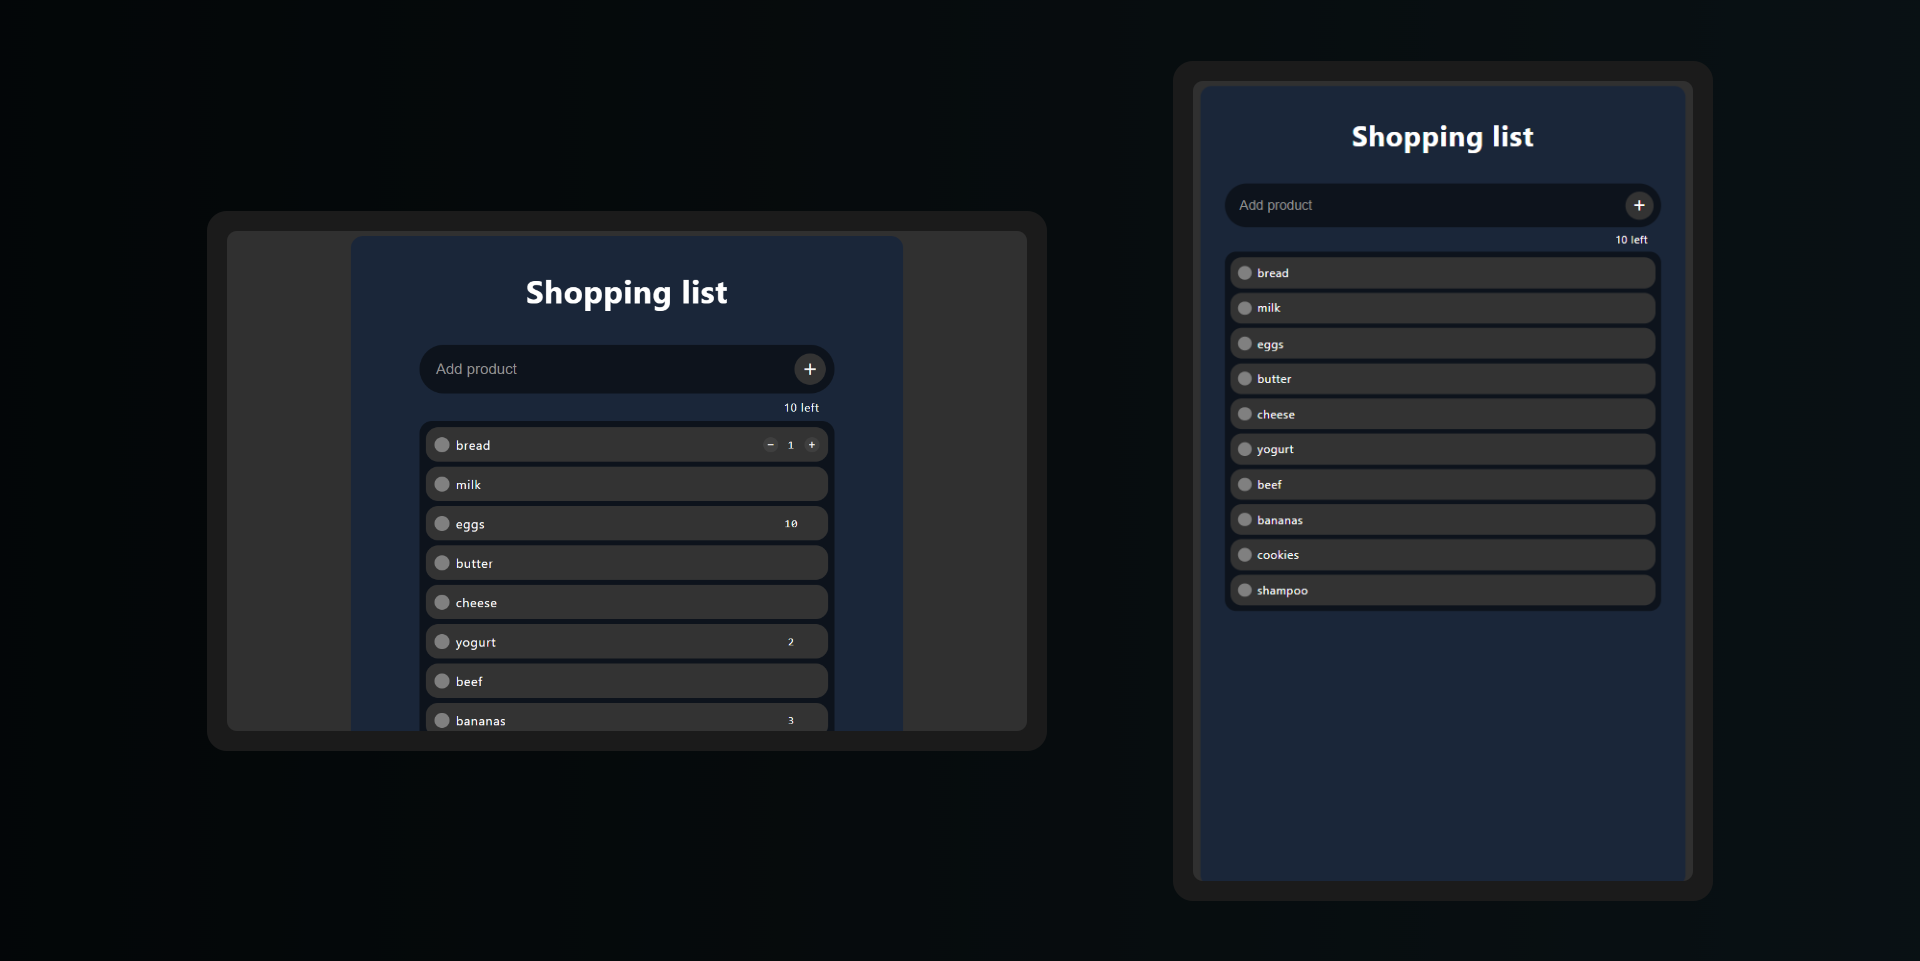 Shopping list
Add product +
10 left
bread − 1 +
milk
eggs 10
butter
cheese
yogurt 2
beef
bananas 3
Shopping list
Add product +
10 left
bread
milk
eggs
butter
cheese
yogurt
beef
bananas
cookies
shampoo